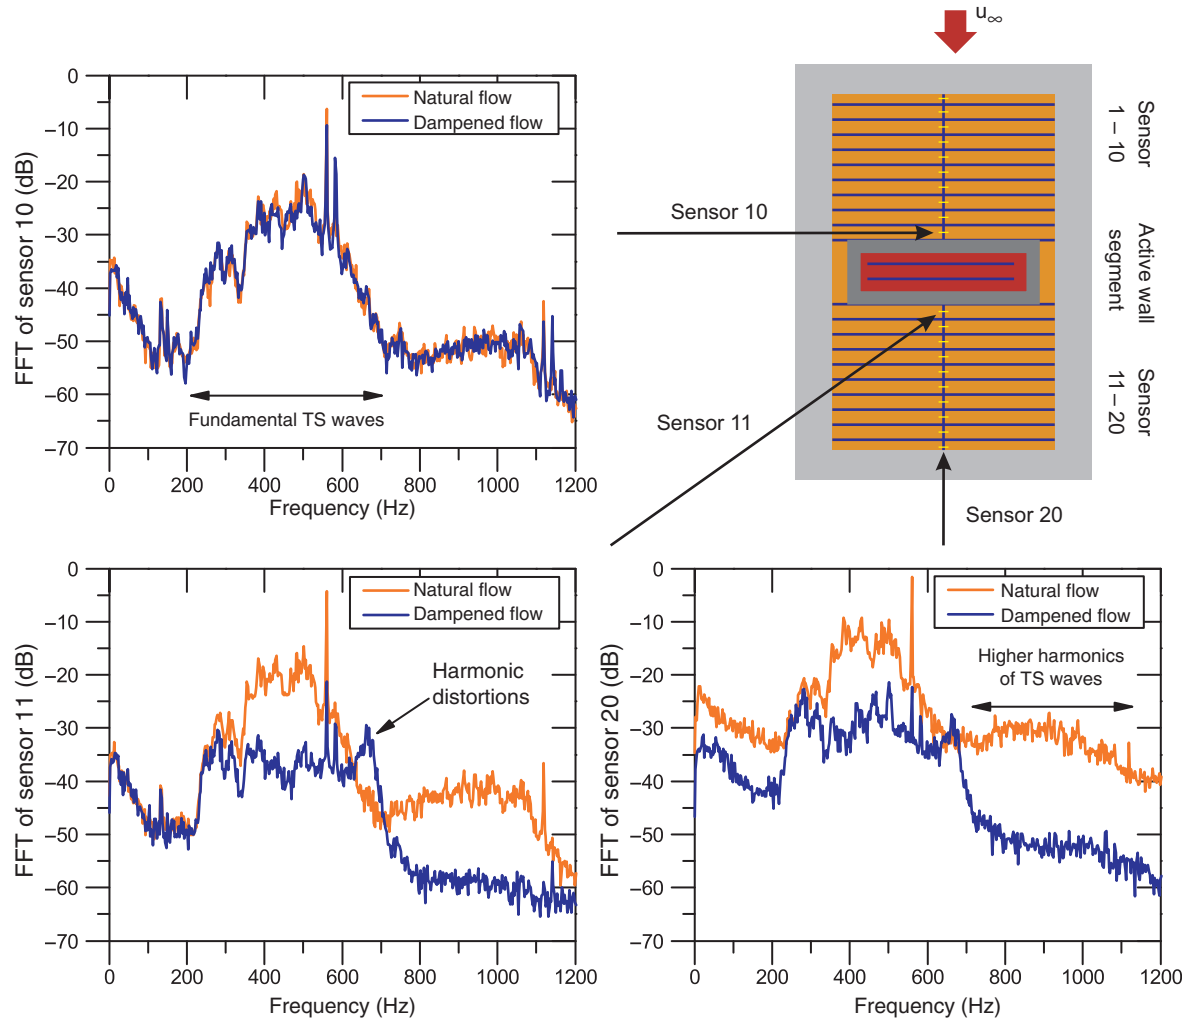 0
−10
−20
−30
−40
−50
−60
−70
FFT of sensor 10 (dB)
Natural flow
Dampened flow
Fundamental TS waves
0 200 400 600 800 1000 1200
Frequency (Hz)
u∞
Sensor
1 – 10
Active wall
segment
Sensor
11 – 20
Sensor 10
Sensor 11
Sensor 20
0
−10
−20
−30
−40
−50
−60
−70
FFT of sensor 11 (dB)
Natural flow
Dampened flow
Harmonic
distortions
0 200 400 600 800 1000 1200
Frequency (Hz)
0
−10
−20
−30
−40
−50
−60
−70
FFT of sensor 20 (dB)
Natural flow
Dampened flow
Higher harmonics
of TS waves
0 200 400 600 800 1000 1200
Frequency (Hz)